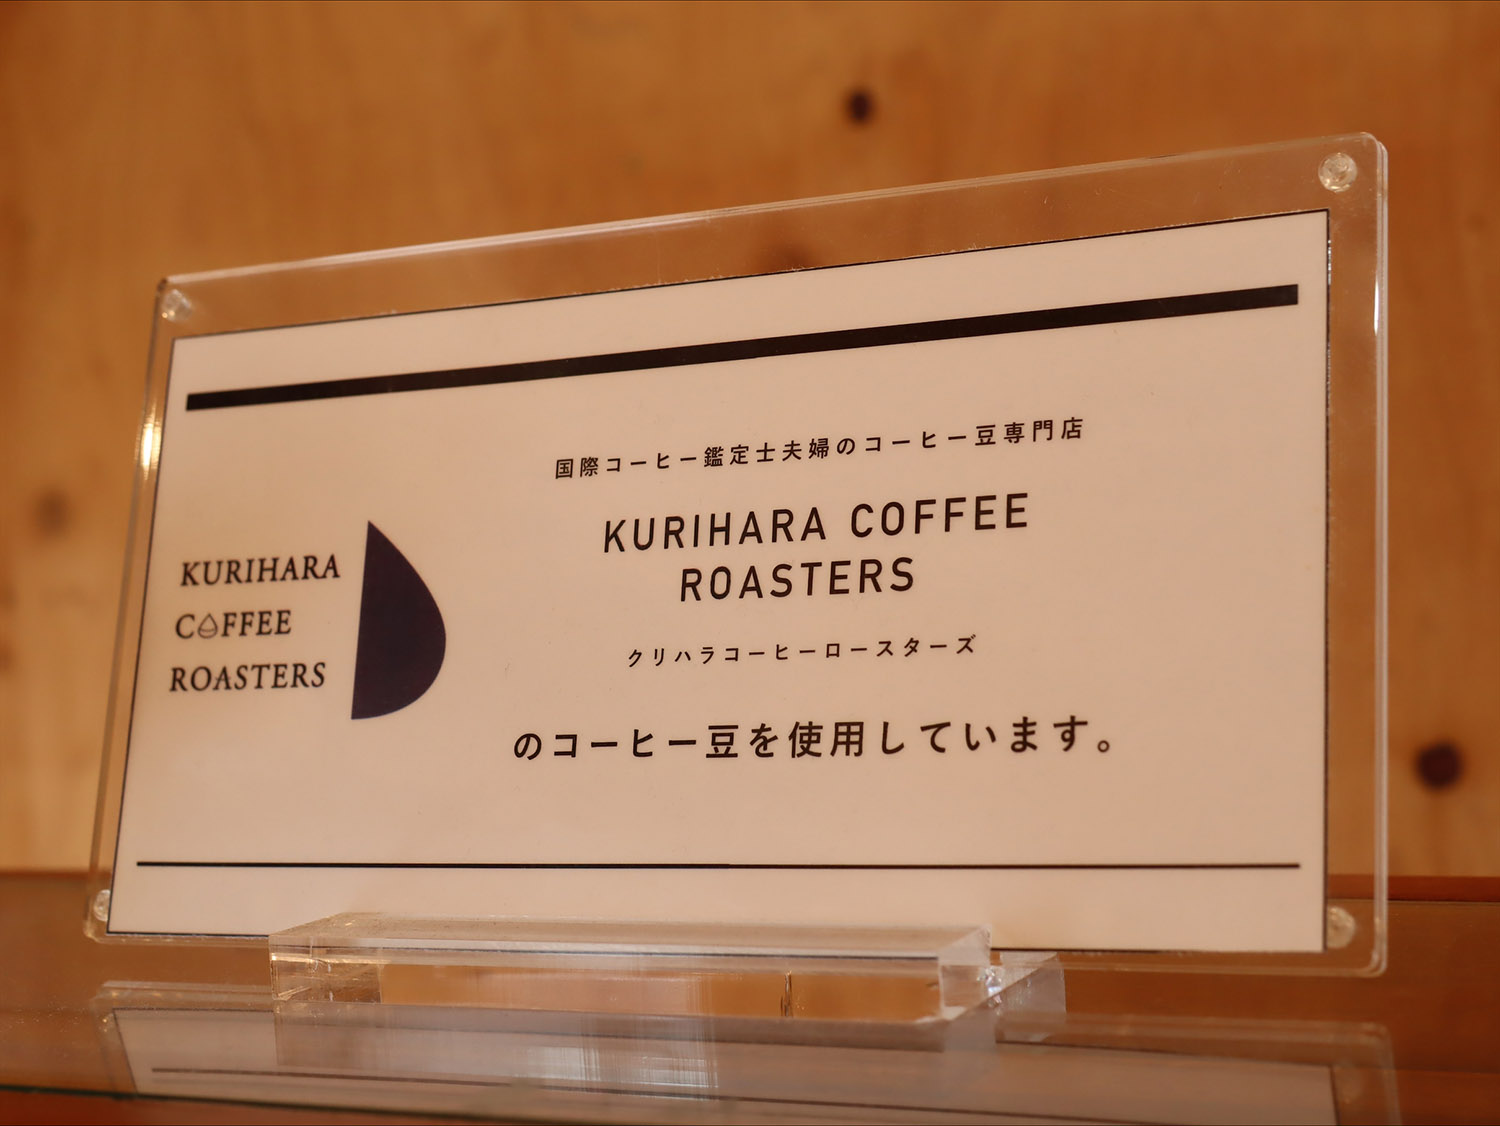 KURIHARA
COFFEE
ROASTERS
国際コーヒー鑑定士夫婦のコーヒー豆専門店
KURIHARA COFFEE
ROASTERS
クリハラコーヒーロースターズ
のコーヒー豆を使用しています。